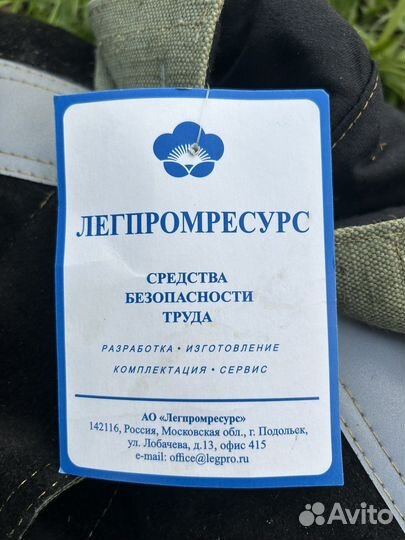 ЛЕГПРОМРЕСУРС
СРЕДСТВА
БЕЗОПАСНОСТИ
ТРУДА
РАЗРАБОТКА • ИЗГОТОВЛЕНИЕ
КОМПЛЕКТАЦИЯ • СЕРВИС
АО «Легпромресурс»
142116, Россия, Московская обл., г. Подольск,
ул. Лобачева, д.13, офис 415
e-mail: office@legpro.ru
Avito